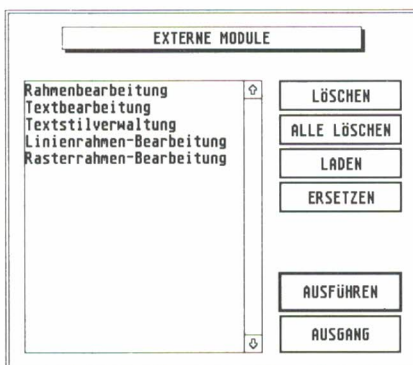 EXTERNE MODULE
Rahmenbearbeitung
Textbearbeitung
Textstilverwaltung
Linienrahmen-Bearbeitung
Rasterrahmen-Bearbeitung
LÖSCHEN
ALLE LÖSCHEN
LADEN
ERSETZEN
AUSFÜHREN
AUSGANG